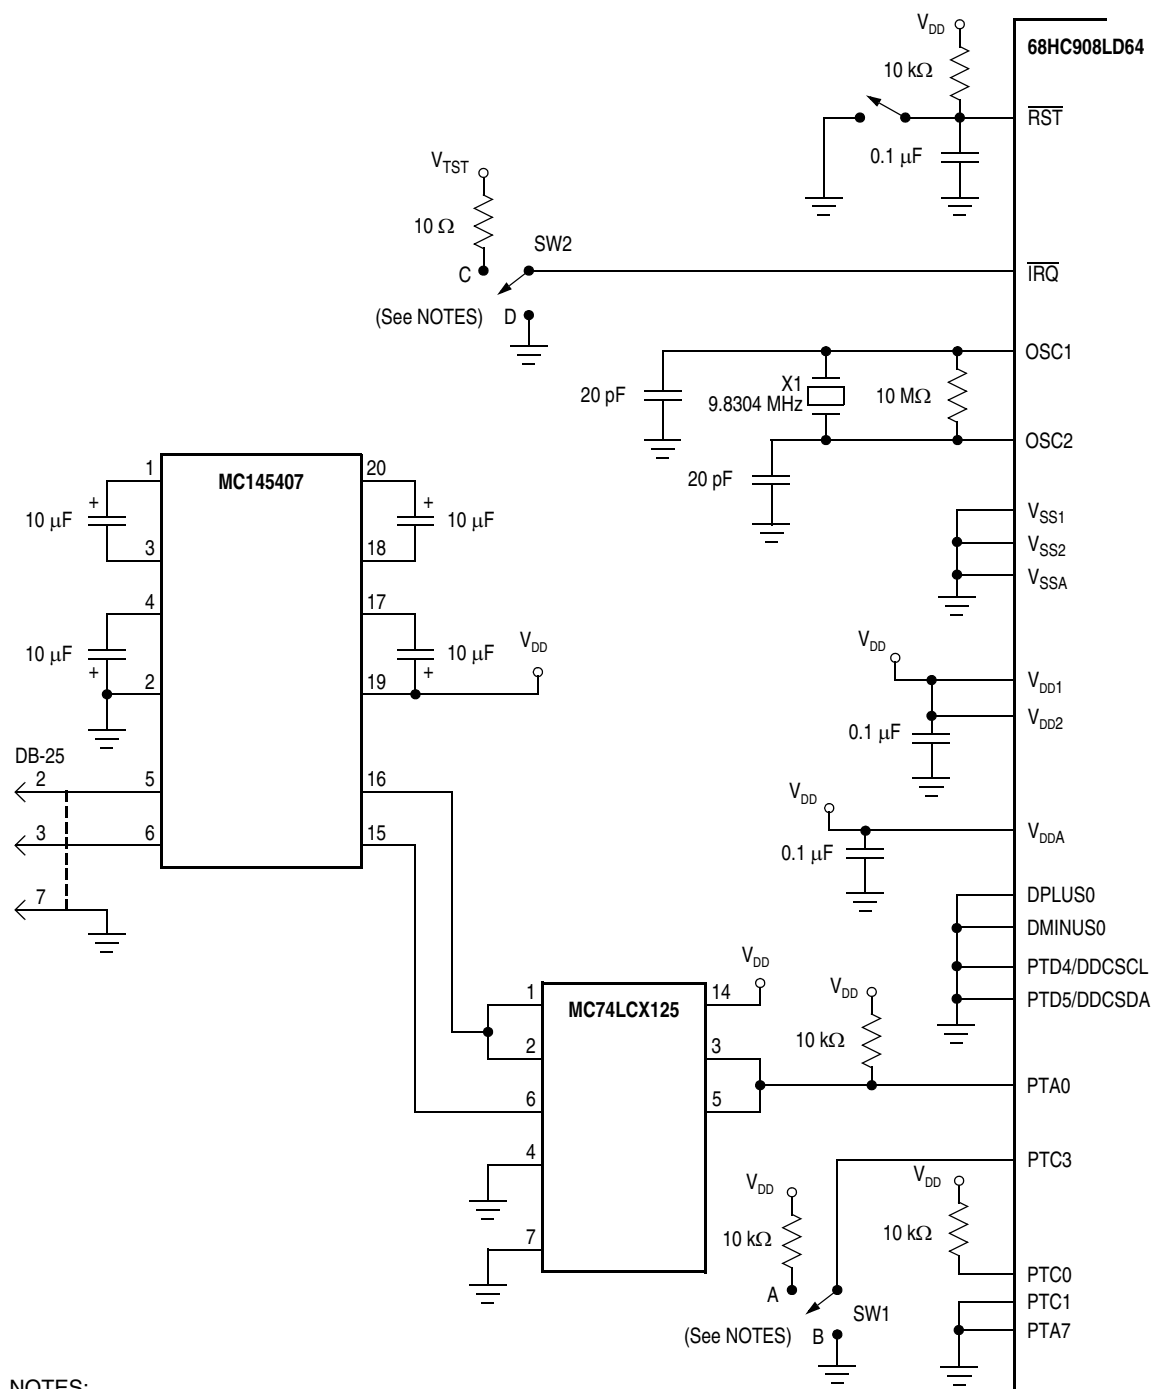 V_DD
68HC908LD64
10 kΩ
RST
0.1 µF
V_TST
10 Ω
SW2
C
IRQ
(See NOTES) D
OSC1
20 pF
X1
9.8304 MHz
10 MΩ
OSC2
20 pF
1
MC145407
20
+
10 µF
+
10 µF
3
18
4
17
10 µF
+
10 µF
+
V_DD
2
19
V_SS1
V_SS2
V_SSA
V_DD
V_DD1
V_DD2
0.1 µF
DB-25
2
5
16
3
6
15
7
V_DD
V_DDA
0.1 µF
DPLUS0
DMINUS0
PTD4/DDCSCL
PTD5/DDCSDA
V_DD
1
MC74LCX125
14
V_DD
10 kΩ
2
3
6
5
PTA0
4
7
PTC3
V_DD
10 kΩ
V_DD
10 kΩ
PTC0
A
SW1
PTC1
(See NOTES) B
PTA7
NOTES: